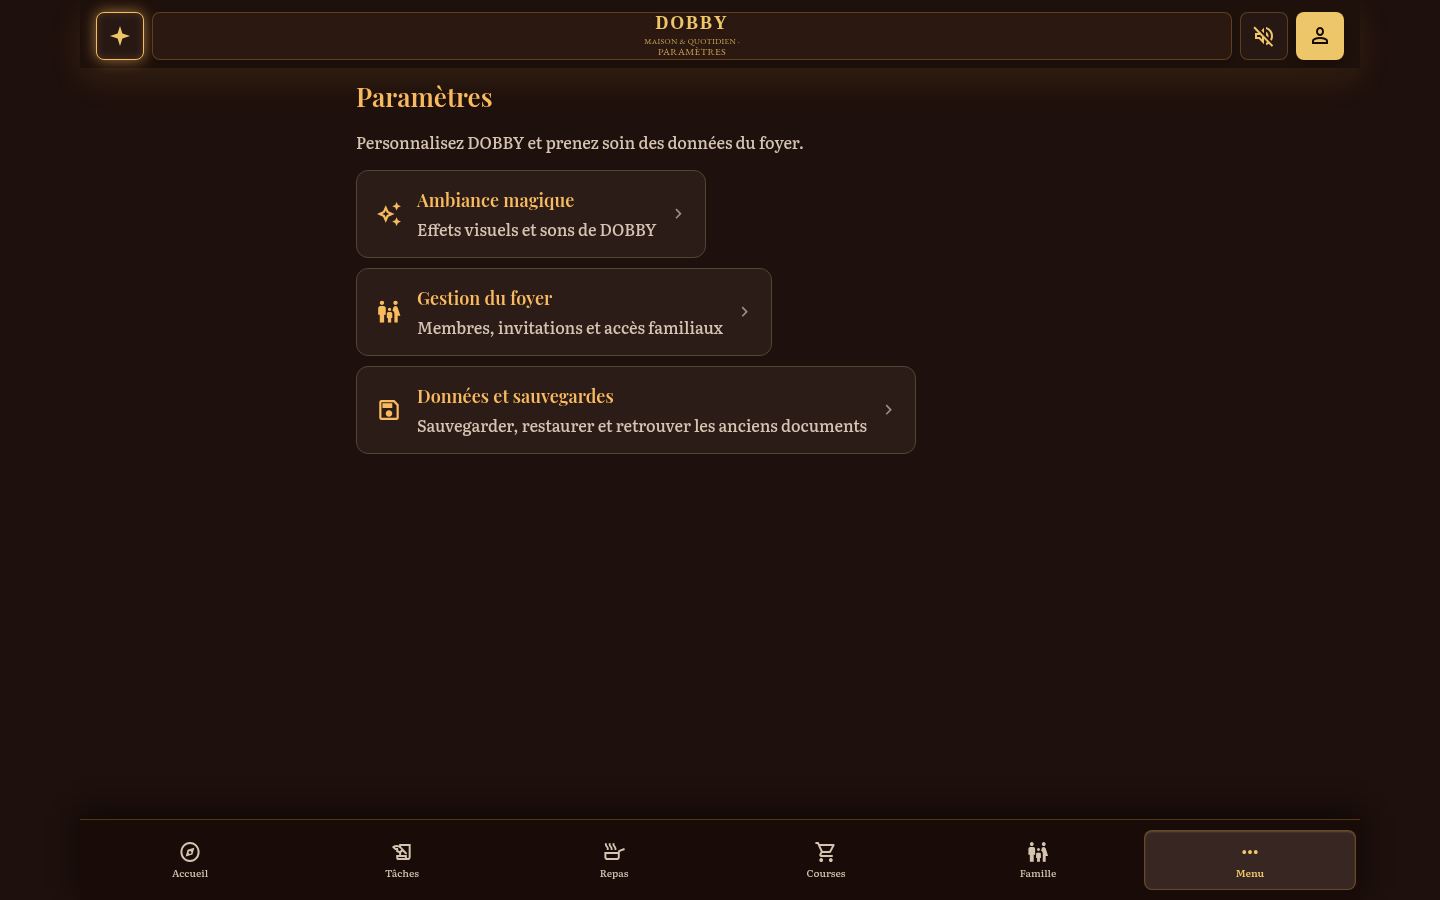 DOBBY
MAISON & QUOTIDIEN ·
PARAMÈTRES
Paramètres
Personnalisez DOBBY et prenez soin des données du foyer.
Ambiance magique
Effets visuels et sons de DOBBY
Gestion du foyer
Membres, invitations et accès familiaux
Données et sauvegardes
Sauvegarder, restaurer et retrouver les anciens documents
Accueil
Tâches
Repas
Courses
Famille
Menu